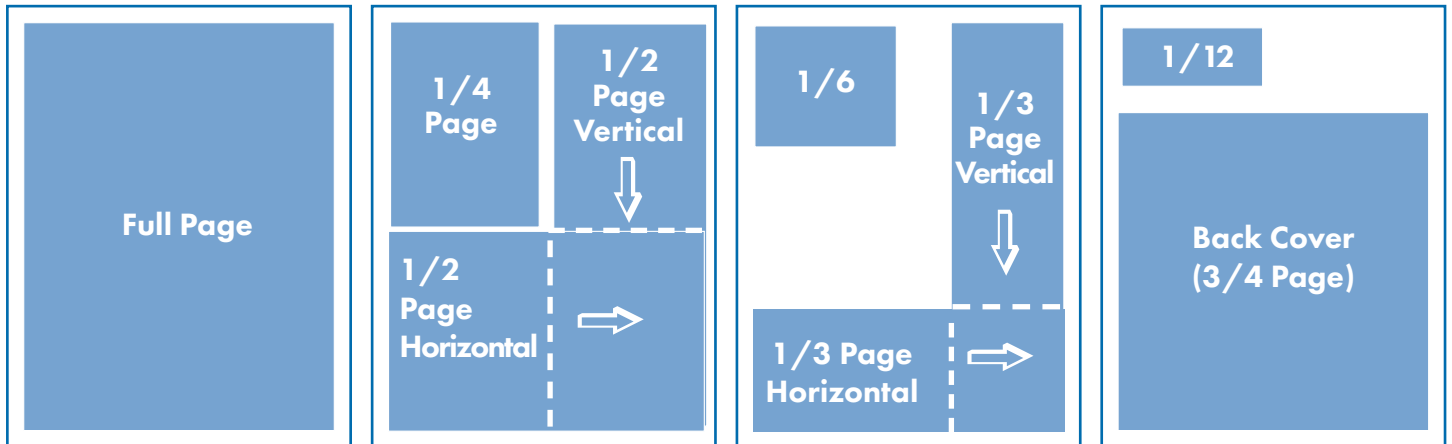 Full Page
1/4
Page
1/2
Page
Vertical
1/2
Page
Horizontal
1/6
1/3
Page
Vertical
1/3 Page
Horizontal
1/12
Back Cover
(3/4 Page)